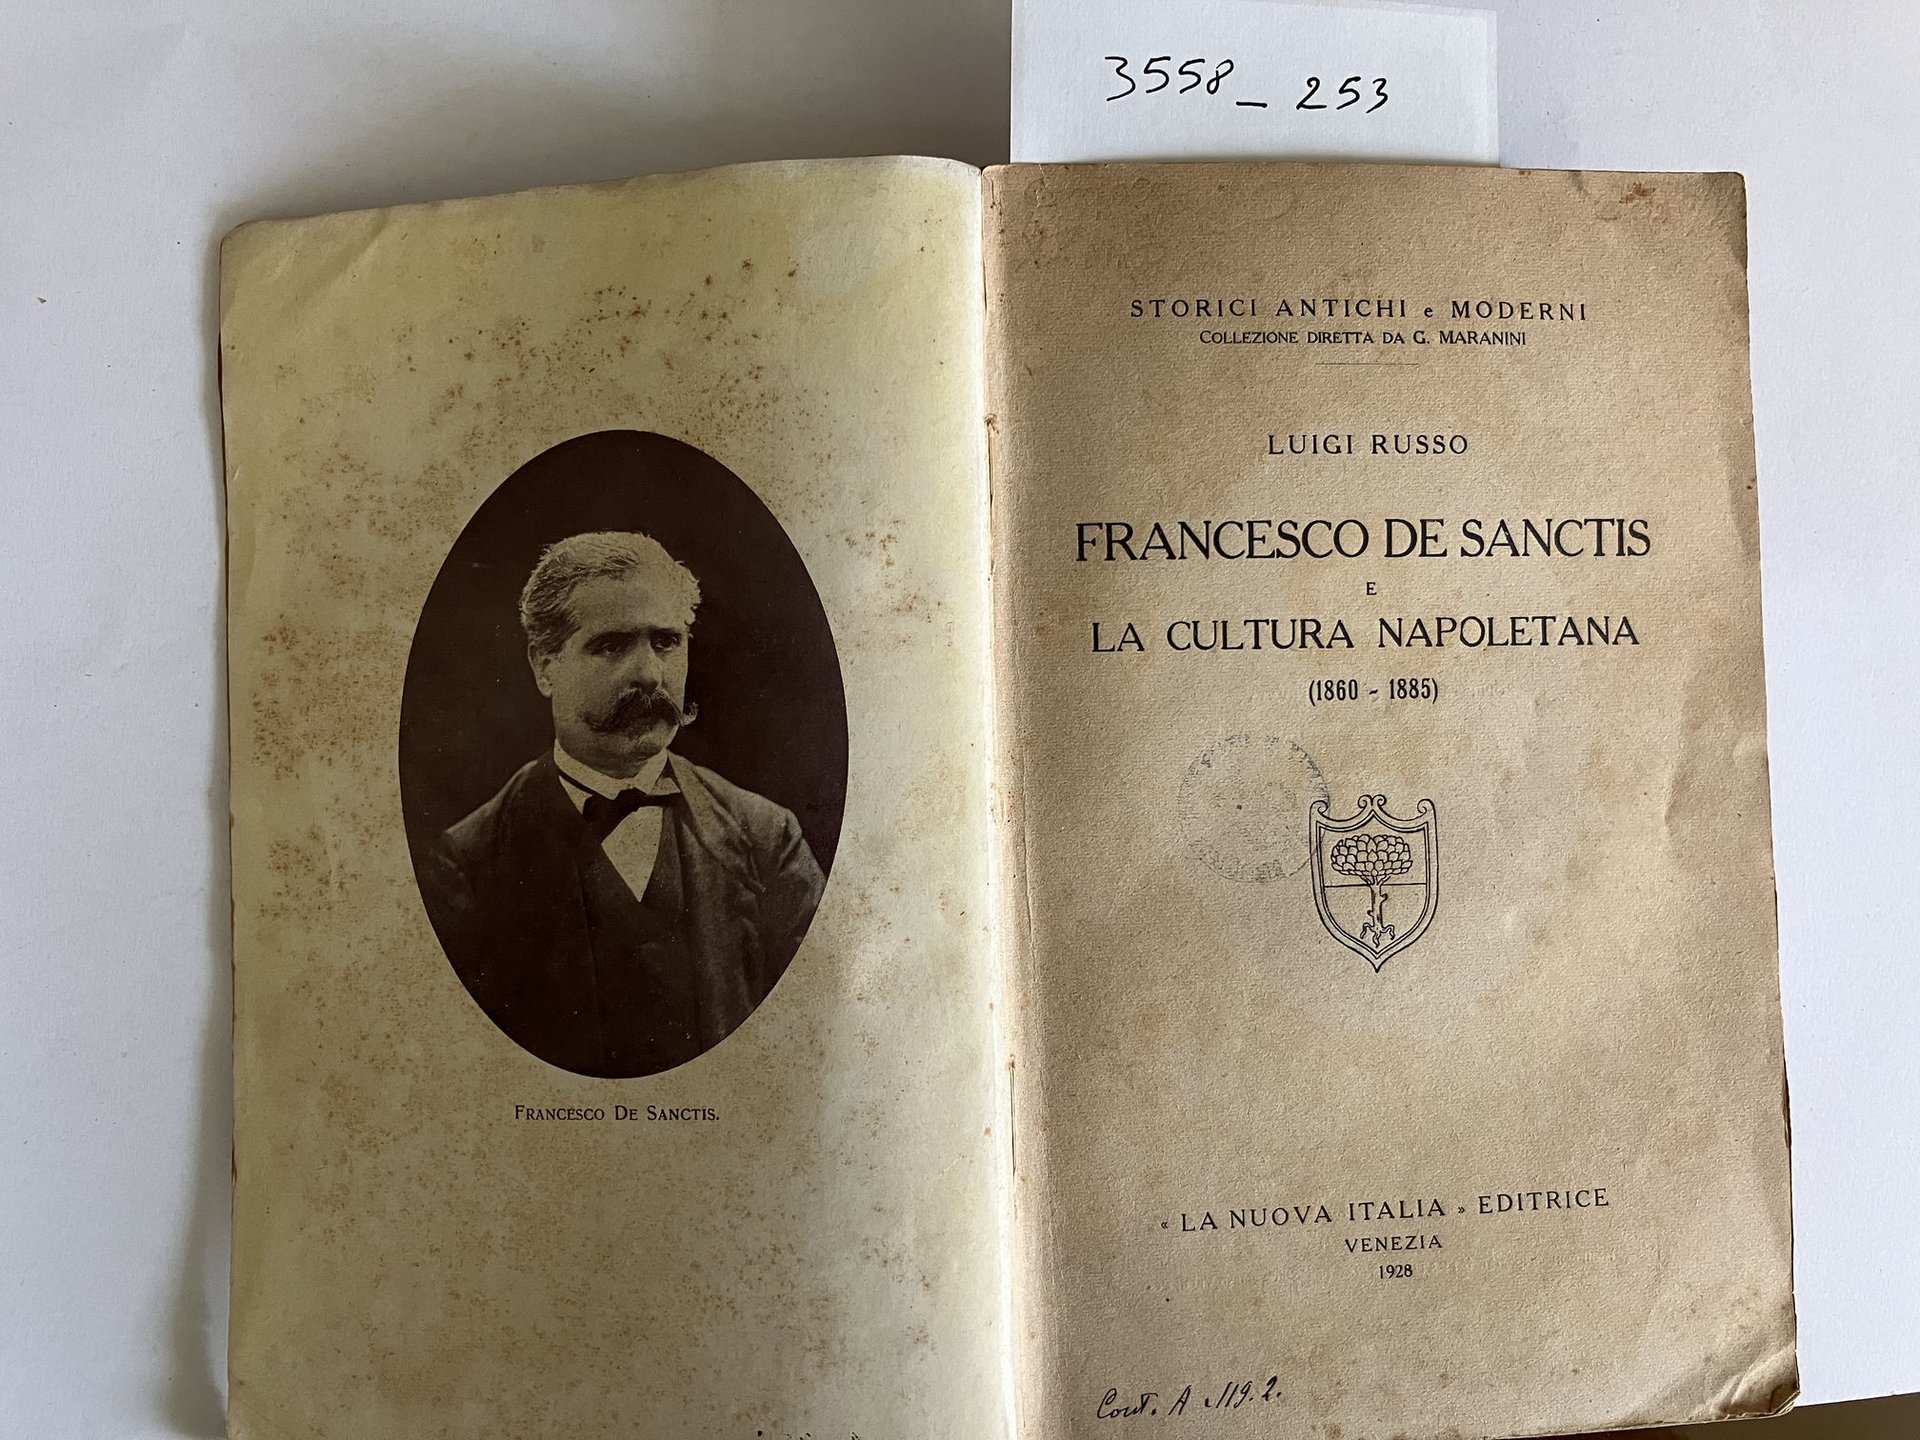 3558_253
FRANCESCO DE SANCTIS.
STORICI ANTICHI e MODERNI
COLLEZIONE DIRETTA DA G. MARANINI
LUIGI RUSSO
FRANCESCO DE SANCTIS
E
LA CULTURA NAPOLETANA
(1860 - 1885)
« LA NUOVA ITALIA » EDITRICE
VENEZIA
1928
Cont. A 119.2.